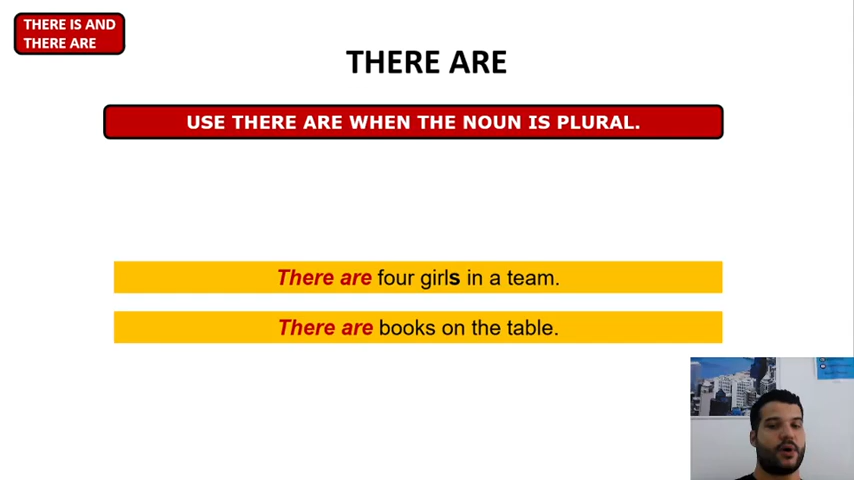 THERE IS AND
THERE ARE
THERE ARE
USE THERE ARE WHEN THE NOUN IS PLURAL.
There are four girls in a team.
There are books on the table.